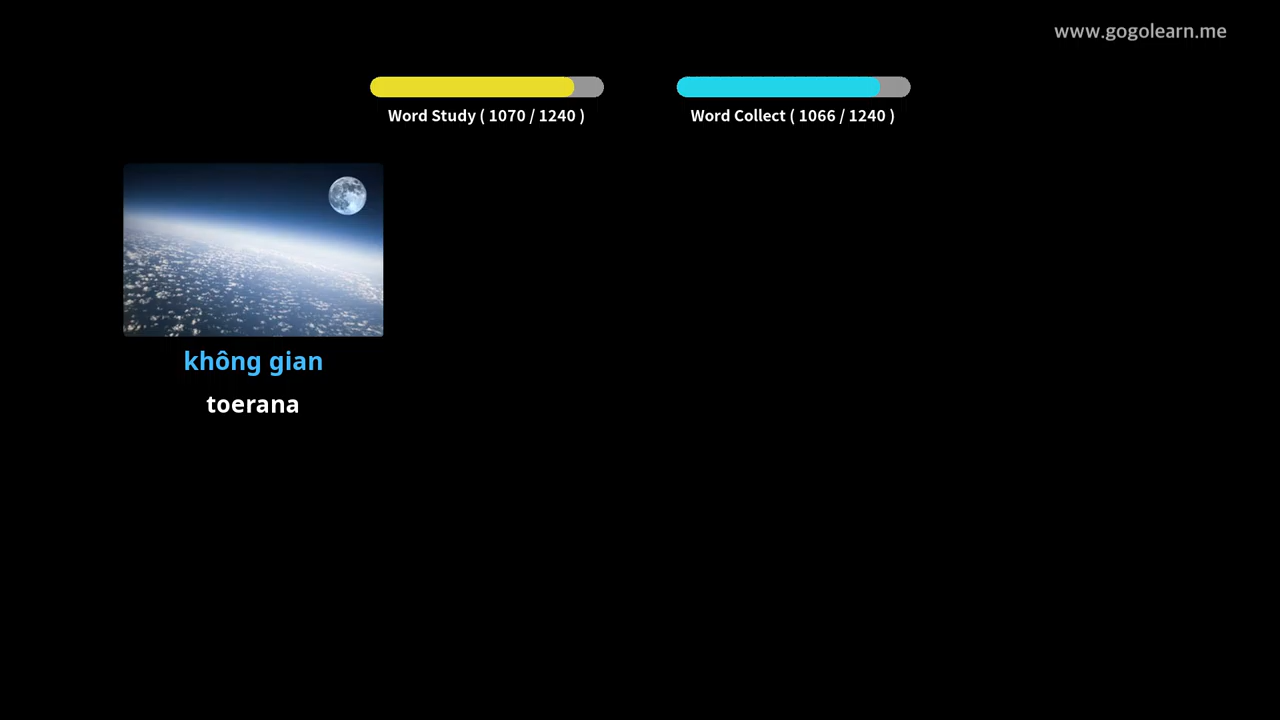 www.gogolearn.me
Word Study ( 1070 / 1240 )
Word Collect ( 1066 / 1240 )
không gian
toerana